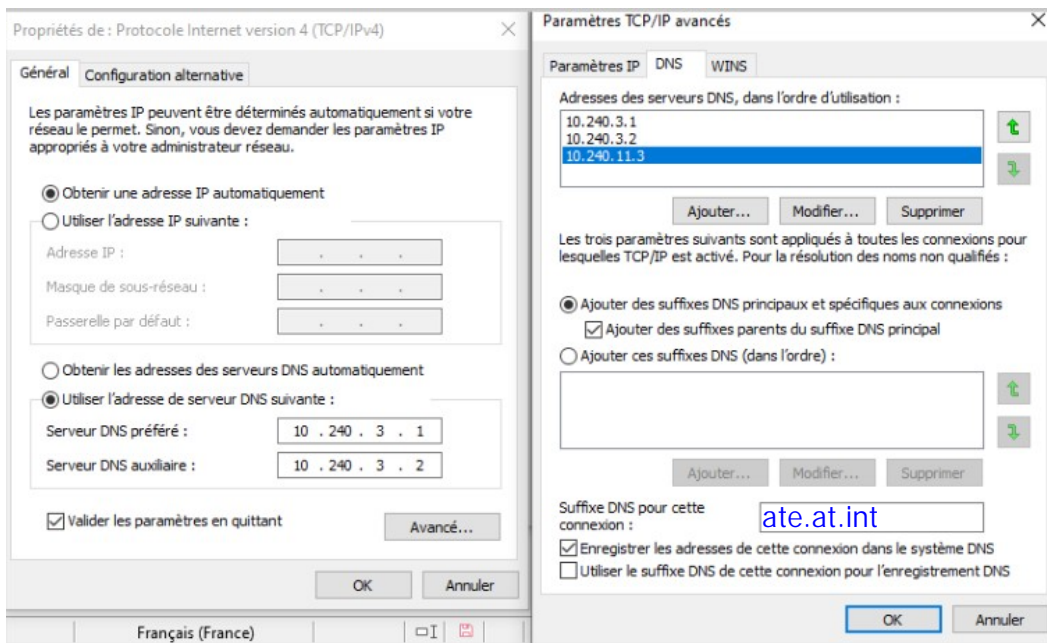 Propriétés de : Protocole Internet version 4 (TCP/IPv4)
Général
Configuration alternative
Les paramètres IP peuvent être déterminés automatiquement si votre
réseau le permet. Sinon, vous devez demander les paramètres IP
appropriés à votre administrateur réseau.
Obtenir une adresse IP automatiquement
Utiliser l'adresse IP suivante :
Adresse IP :
Masque de sous-réseau :
Passerelle par défaut :
Obtenir les adresses des serveurs DNS automatiquement
Utiliser l'adresse de serveur DNS suivante :
Serveur DNS préféré : 10 . 240 . 3 . 1
Serveur DNS auxiliaire : 10 . 240 . 3 . 2
Valider les paramètres en quittant
Avancé...
OK Annuler
Français (France)
Paramètres TCP/IP avancés
Paramètres IP DNS WINS
Adresses des serveurs DNS, dans l'ordre d'utilisation :
10.240.3.1
10.240.3.2
10.240.11.3
Ajouter... Modifier... Supprimer
Les trois paramètres suivants sont appliqués à toutes les connexions pour
lesquelles TCP/IP est activé. Pour la résolution des noms non qualifiés :
Ajouter des suffixes DNS principaux et spécifiques aux connexions
Ajouter des suffixes parents du suffixe DNS principal
Ajouter ces suffixes DNS (dans l'ordre) :
Ajouter... Modifier... Supprimer
Suffixe DNS pour cette
connexion : ate.at.int
Enregistrer les adresses de cette connexion dans le système DNS
Utiliser le suffixe DNS de cette connexion pour l'enregistrement DNS
OK Annuler